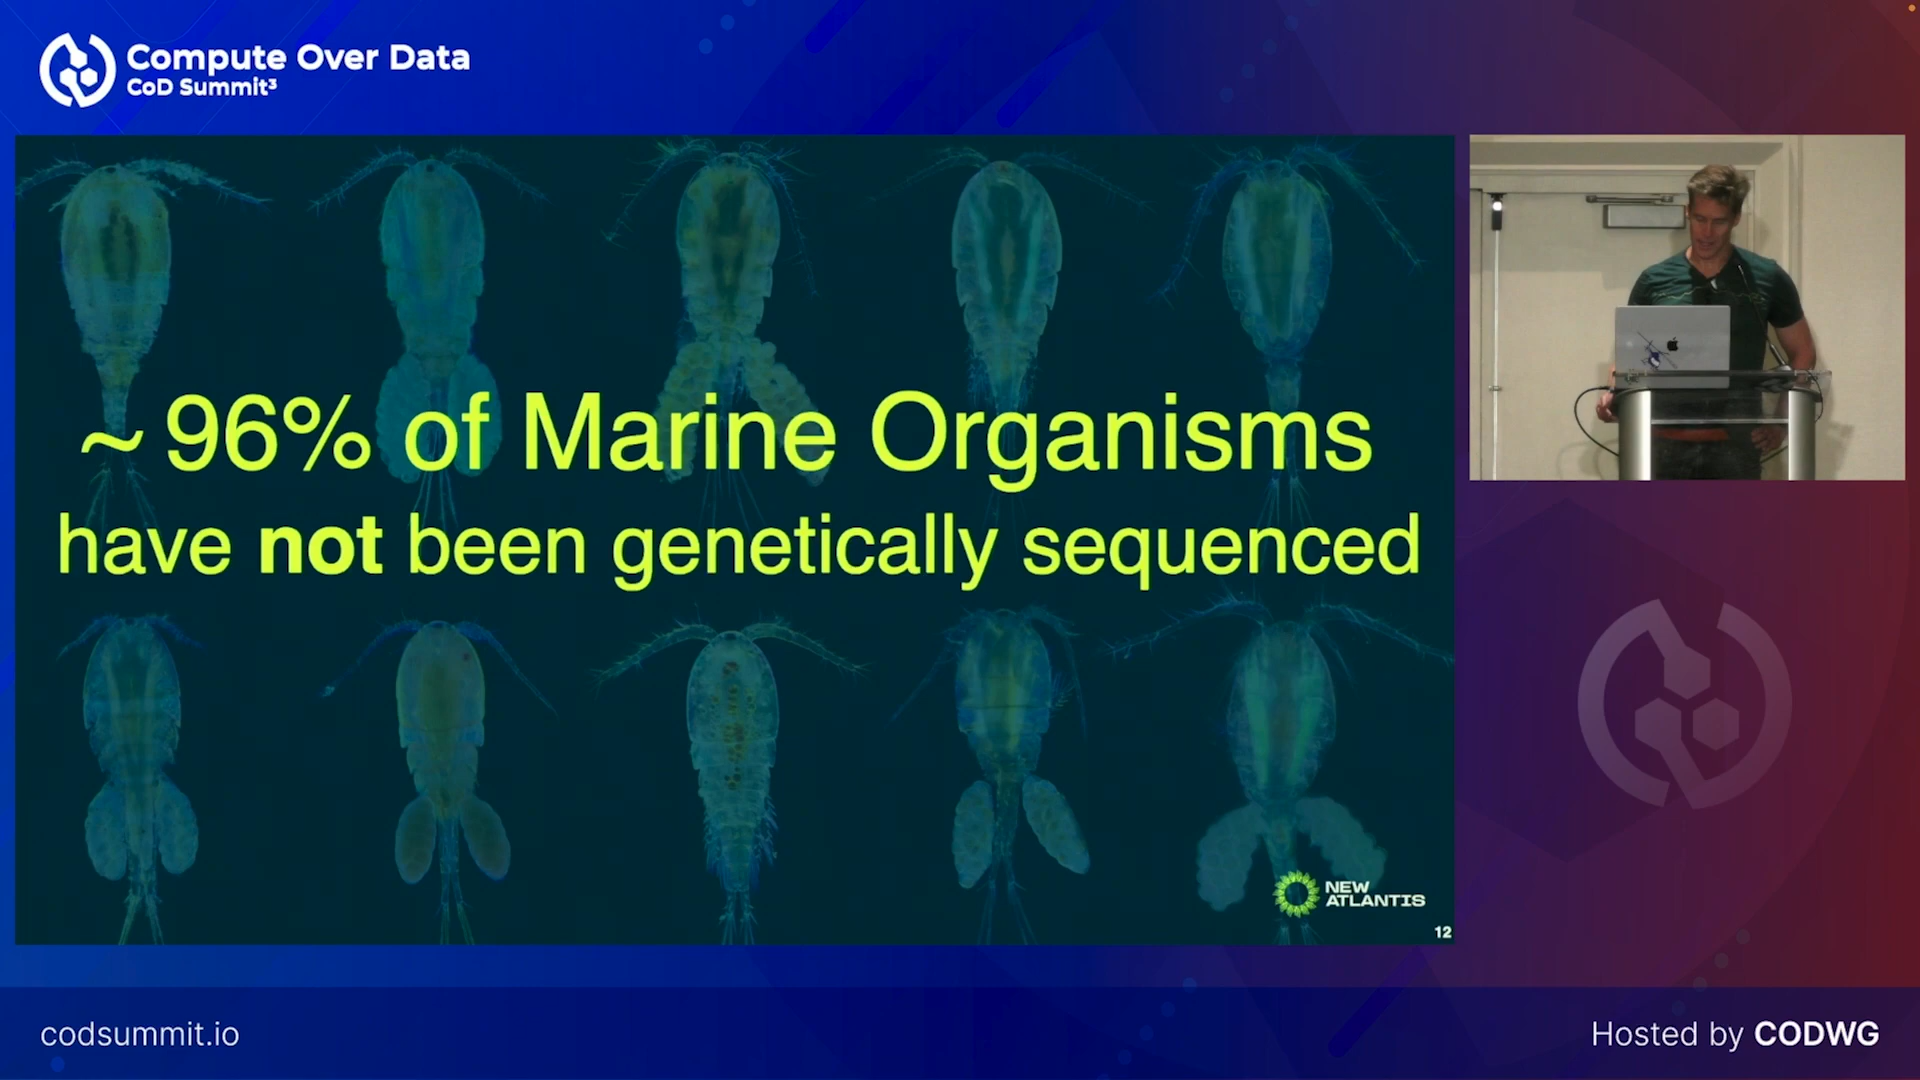 Compute Over Data
CoD Summit³
~ 96% of Marine Organisms
have not been genetically sequenced
NEW
ATLANTIS
12
codsummit.io
Hosted by CODWG